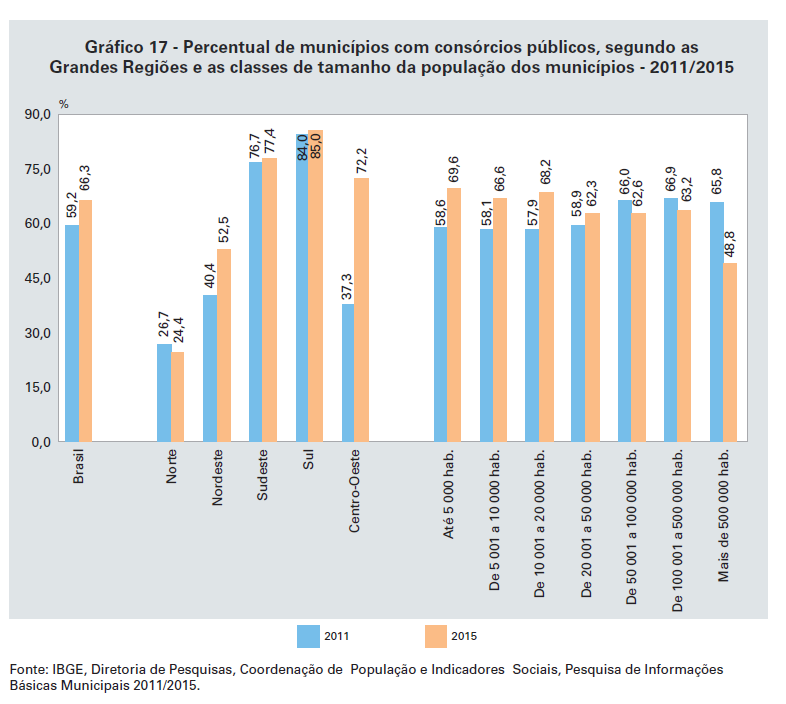 Gráfico 17 - Percentual de municípios com consórcios públicos, segundo as
Grandes Regiões e as classes de tamanho da população dos municípios - 2011/2015
%
90,0
75,0
60,0
45,0
30,0
15,0
0,0
59,2
66,3
26,7
24,4
40,4
52,5
76,7
77,4
84,0
85,0
37,3
72,2
58,6
69,6
58,1
66,6
57,9
68,2
58,9
62,3
66,0
62,6
66,9
63,2
65,8
48,8
Brasil
Norte
Nordeste
Sudeste
Sul
Centro-Oeste
Até 5 000 hab.
De 5 001 a 10 000 hab.
De 10 001 a 20 000 hab.
De 20 001 a 50 000 hab.
De 50 001 a 100 000 hab.
De 100 001 a 500 000 hab.
Mais de 500 000 hab.
2011
2015
Fonte: IBGE, Diretoria de Pesquisas, Coordenação de População e Indicadores Sociais, Pesquisa de Informações
Básicas Municipais 2011/2015.